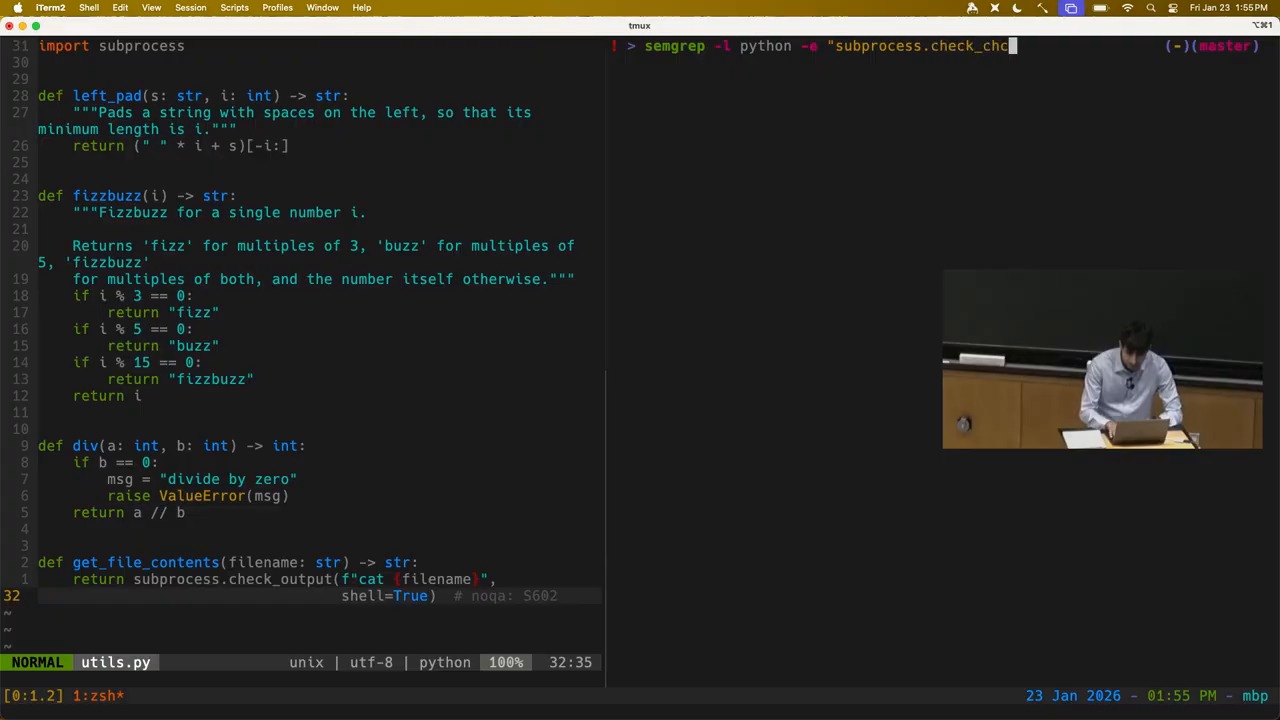 iTerm2 Shell Edit View Session Scripts Profiles Window Help Fri Jan 23 1:55 PM
tmux ⌥⌘1
31 import subprocess
30
29
28 def left_pad(s: str, i: int) -> str:
27     """Pads a string with spaces on the left, so that its
minimum length is i."""
26     return (" " * i + s)[-i:]
25
24
23 def fizzbuzz(i) -> str:
22     """Fizzbuzz for a single number i.
21
20     Returns 'fizz' for multiples of 3, 'buzz' for multiples of
5, 'fizzbuzz'
19     for multiples of both, and the number itself otherwise."""
18     if i % 3 == 0:
17         return "fizz"
16     if i % 5 == 0:
15         return "buzz"
14     if i % 15 == 0:
13         return "fizzbuzz"
12     return i
11
10
9 def div(a: int, b: int) -> int:
8     if b == 0:
7         msg = "divide by zero"
6         raise ValueError(msg)
5     return a // b
4
3
2 def get_file_contents(filename: str) -> str:
1     return subprocess.check_output(f"cat {filename}",
32                                    shell=True)  # noqa: S602
~
~
~
NORMAL utils.py unix | utf-8 | python 100% 32:35
! > semgrep -l python -e "subprocess.check_chc (-)(master)
[0:1.2] 1:zsh* 23 Jan 2026 - 01:55 PM - mbp